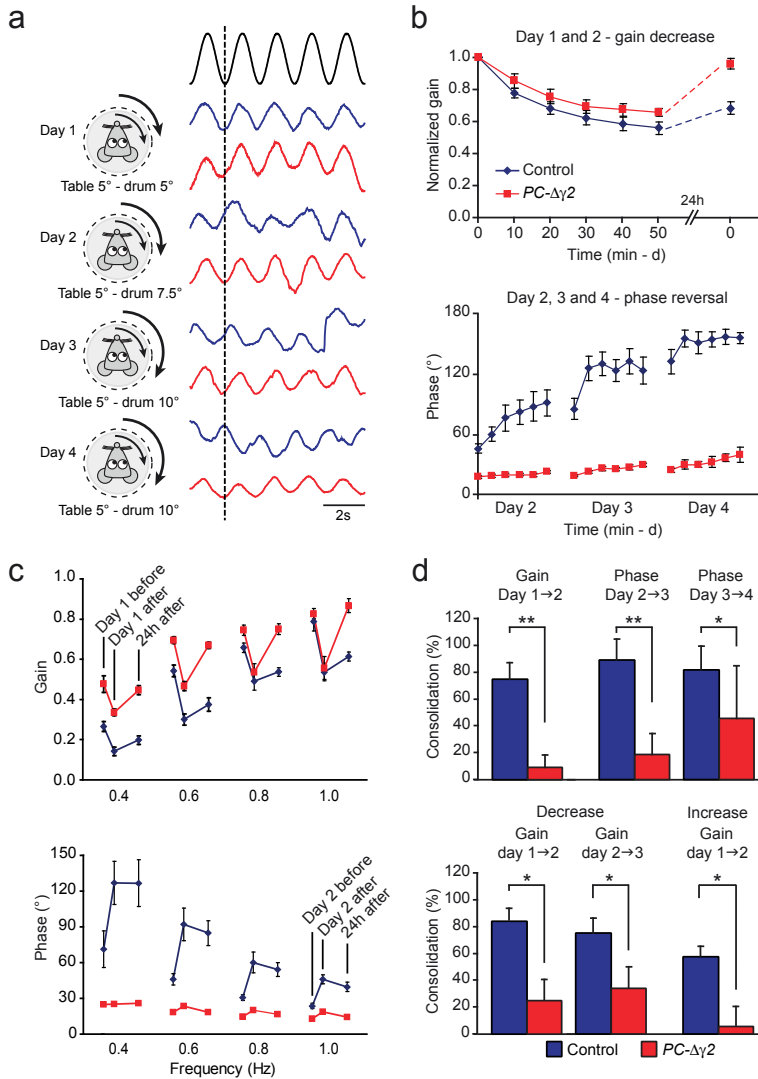 a
Day 1
Table 5° - drum 5°
Day 2
Table 5° - drum 7.5°
Day 3
Table 5° - drum 10°
Day 4
Table 5° - drum 10°
2s
b
Day 1 and 2 - gain decrease
Normalized gain
1.0
0.8
0.6
0.4
0.2
0.0
Control
PC-Δγ2
24h
0 10 20 30 40 50 0
Time (min - d)
Day 2, 3 and 4 - phase reversal
Phase (°)
180
120
60
0
Day 2 Day 3 Day 4
Time (min - d)
c
Day 1 before
Day 1 after
24h after
Gain
1.0
0.8
0.6
0.4
0.2
0.0
0.4 0.6 0.8 1.0
Phase (°)
150
120
90
60
30
0
Day 2 before
Day 2 after
24h after
0.4 0.6 0.8 1.0
Frequency (Hz)
d
Gain
Day 1→2
Phase
Day 2→3
Phase
Day 3→4
Consolidation (%)
120
100
80
60
40
20
0
** ** *
Decrease
Increase
Gain
day 1→2
Gain
day 2→3
Gain
day 1→2
Consolidation (%)
120
80
60
40
20
0
* * *
Control PC-Δγ2